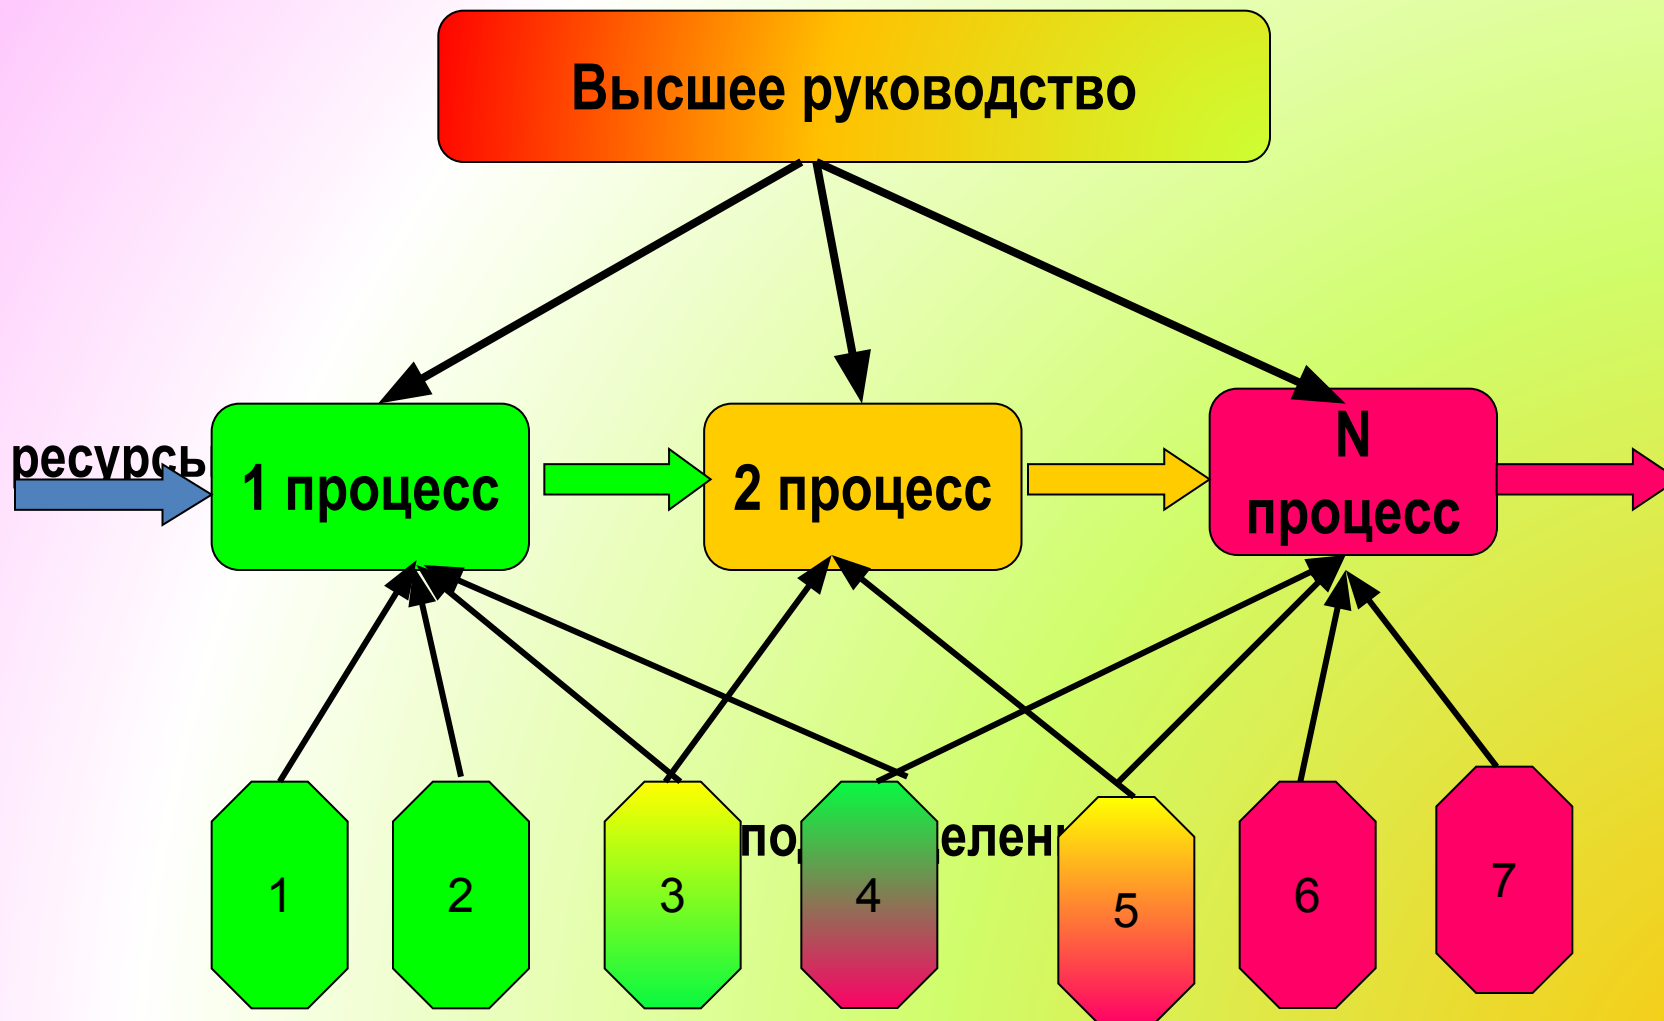 Высшее руководство
ресурсы
1 процесс
2 процесс
N
процесс
1
2
3
4
5
6
7